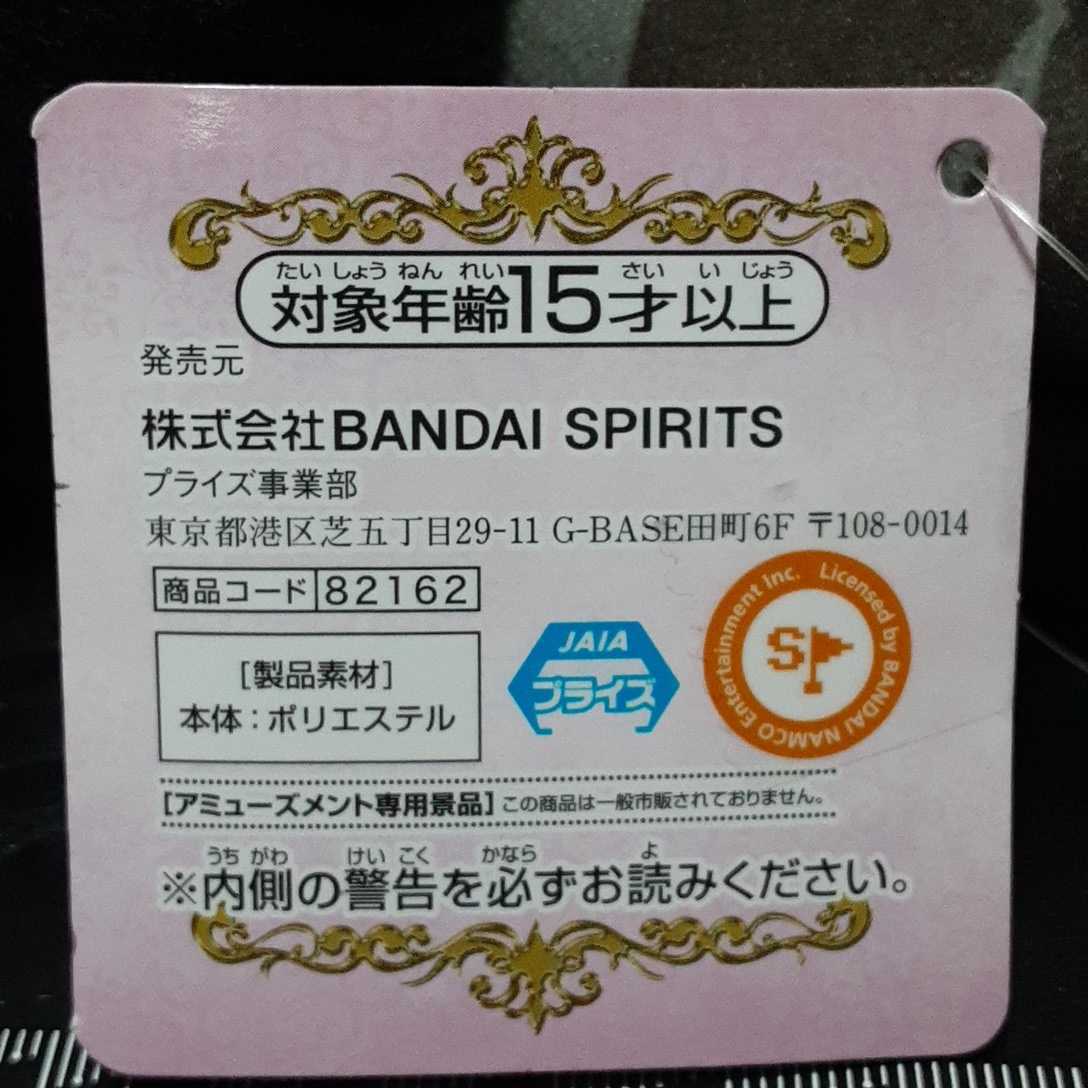 たいしょうねんれい さいいじょう
対象年齢15才以上
発売元
株式会社BANDAI SPIRITS
プライズ事業部
東京都港区芝五丁目29-11 G-BASE田町6F 〒108-0014
商品コード 82162
[製品素材]
本体:ポリエステル
JAIA
プライズ
Licensed by BANDAI NAMCO Entertainment Inc.
S
[アミューズメント専用景品] この商品は一般市販されておりません。
うちがわ けいこく かなら よ
※内側の警告を必ずお読みください。